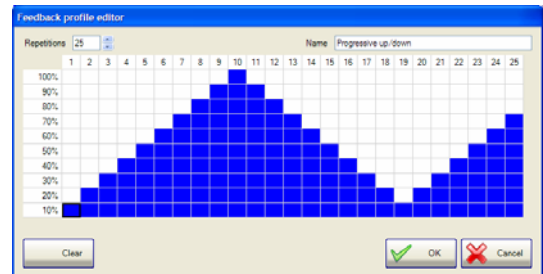 Feedback profile editor
Repetitions 25 Name Progressive up/down
1 2 3 4 5 6 7 8 9 10 11 12 13 14 15 16 17 18 19 20 21 22 23 24 25
100%
90%
80%
70%
60%
50%
40%
30%
20%
10%
Clear OK Cancel